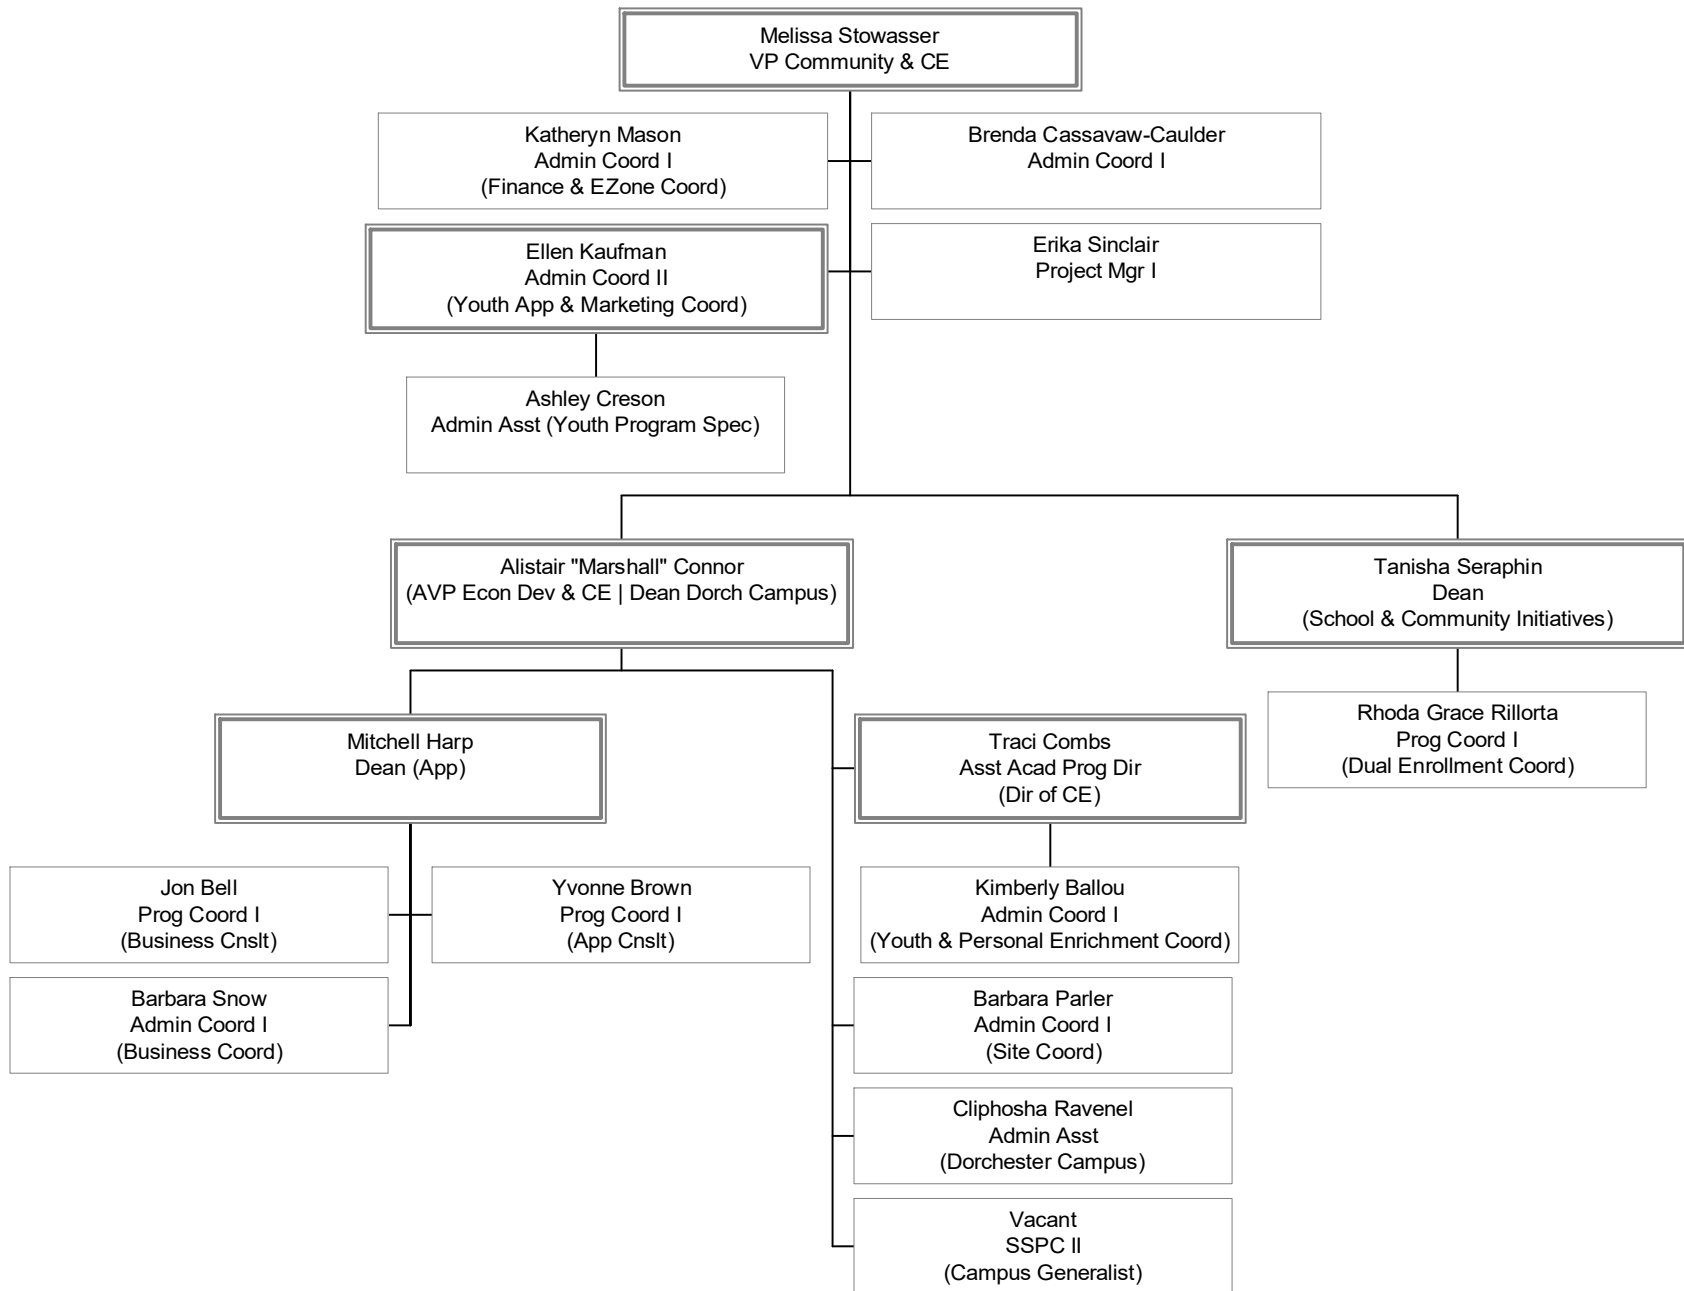 Melissa Stowasser
VP Community & CE
Katheryn Mason
Admin Coord I
(Finance & EZone Coord)
Brenda Cassavaw-Caulder
Admin Coord I
Ellen Kaufman
Admin Coord II
(Youth App & Marketing Coord)
Erika Sinclair
Project Mgr I
Ashley Creson
Admin Asst (Youth Program Spec)
Alistair "Marshall" Connor
(AVP Econ Dev & CE | Dean Dorch Campus)
Tanisha Seraphin
Dean
(School & Community Initiatives)
Mitchell Harp
Dean (App)
Traci Combs
Asst Acad Prog Dir
(Dir of CE)
Rhoda Grace Rillorta
Prog Coord I
(Dual Enrollment Coord)
Jon Bell
Prog Coord I
(Business Cnslt)
Yvonne Brown
Prog Coord I
(App Cnslt)
Kimberly Ballou
Admin Coord I
(Youth & Personal Enrichment Coord)
Barbara Snow
Admin Coord I
(Business Coord)
Barbara Parler
Admin Coord I
(Site Coord)
Cliphosha Ravenel
Admin Asst
(Dorchester Campus)
Vacant
SSPC II
(Campus Generalist)